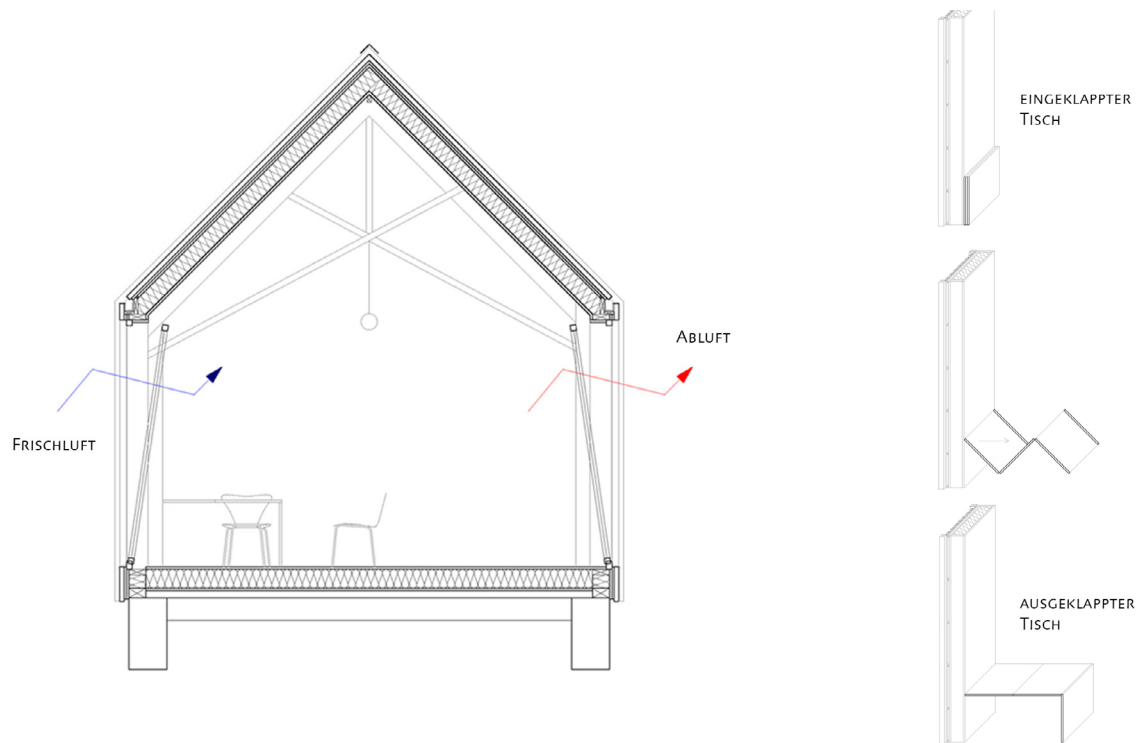 EINGEKLAPPTER
TISCH
ABLUFT
FRISCHLUFT
AUSGEKLAPPTER
TISCH